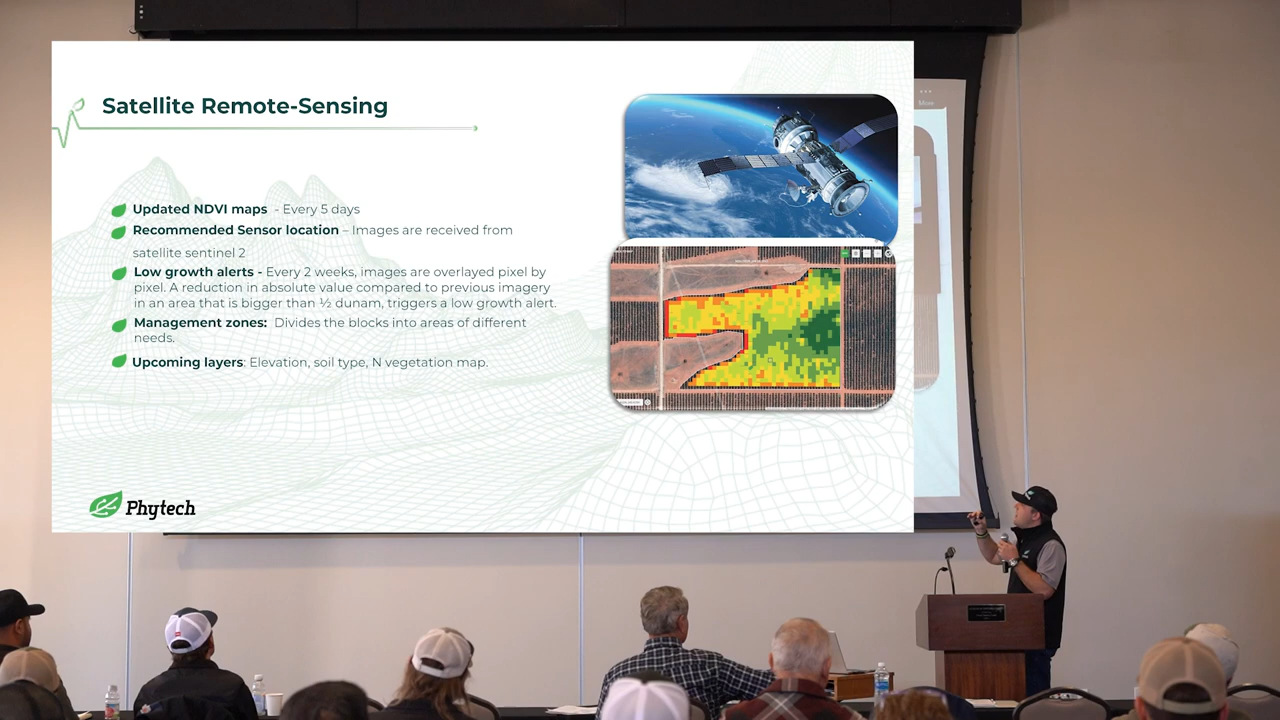 Satellite Remote-Sensing
Updated NDVI maps - Every 5 days
Recommended Sensor location – Images are received from
satellite sentinel 2
Low growth alerts - Every 2 weeks, images are overlayed pixel by
pixel. A reduction in absolute value compared to previous imagery
in an area that is bigger than ½ dunam, triggers a low growth alert.
Management zones: Divides the blocks into areas of different
needs.
Upcoming layers: Elevation, soil type, N vegetation map.
Phytech
More